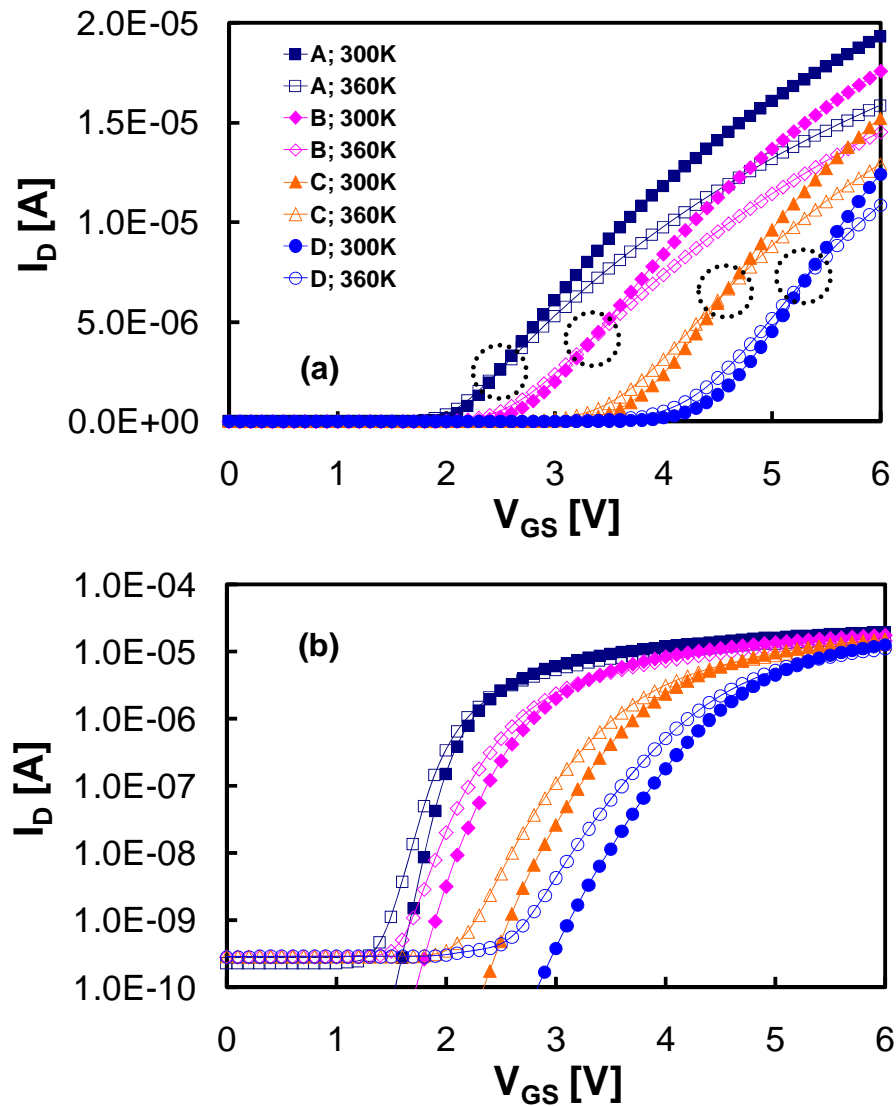 2.0E-05
1.5E-05
1.0E-05
5.0E-06
0.0E+00
I_D [A]
A; 300K
A; 360K
B; 300K
B; 360K
C; 300K
C; 360K
D; 300K
D; 360K
(a)
0 1 2 3 4 5 6
V_GS [V]
1.0E-04
1.0E-05
1.0E-06
1.0E-07
1.0E-08
1.0E-09
1.0E-10
I_D [A]
(b)
0 1 2 3 4 5 6
V_GS [V]